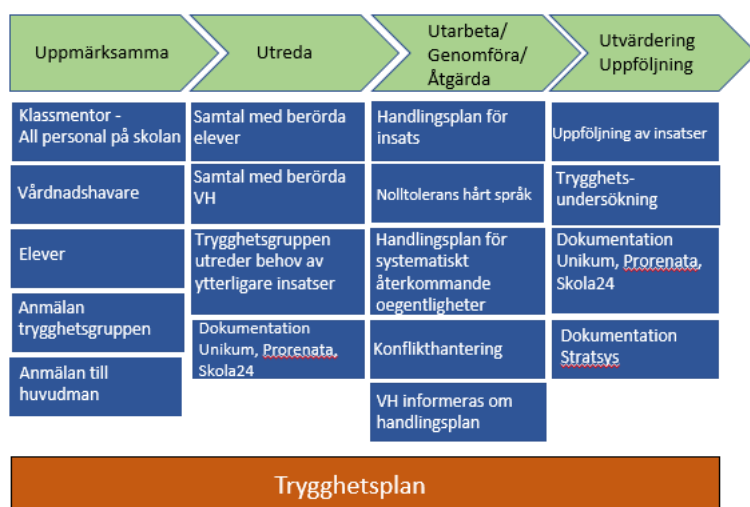 Uppmärksamma
Utreda
Utarbeta/
Genomföra/
Åtgärda
Utvärdering
Uppföljning
Klassmentor -
All personal på skolan
Vårdnadshavare
Elever
Anmälan
trygghetsgruppen
Anmälan till
huvudman
Samtal med berörda
elever
Samtal med berörda
VH
Trygghetsgruppen
utreder behov av
ytterligare insatser
Dokumentation
Unikum, Prorenata,
Skola24
Handlingsplan för
insats
Nolltolerans hårt språk
Handlingsplan för
systematiskt
återkommande
oegentligheter
Konflikthantering
VH informeras om
handlingsplan
Uppföljning av insatser
Trygghets-
undersökning
Dokumentation
Unikum, Prorenata,
Skola24
Dokumentation
Stratsys
Trygghetsplan